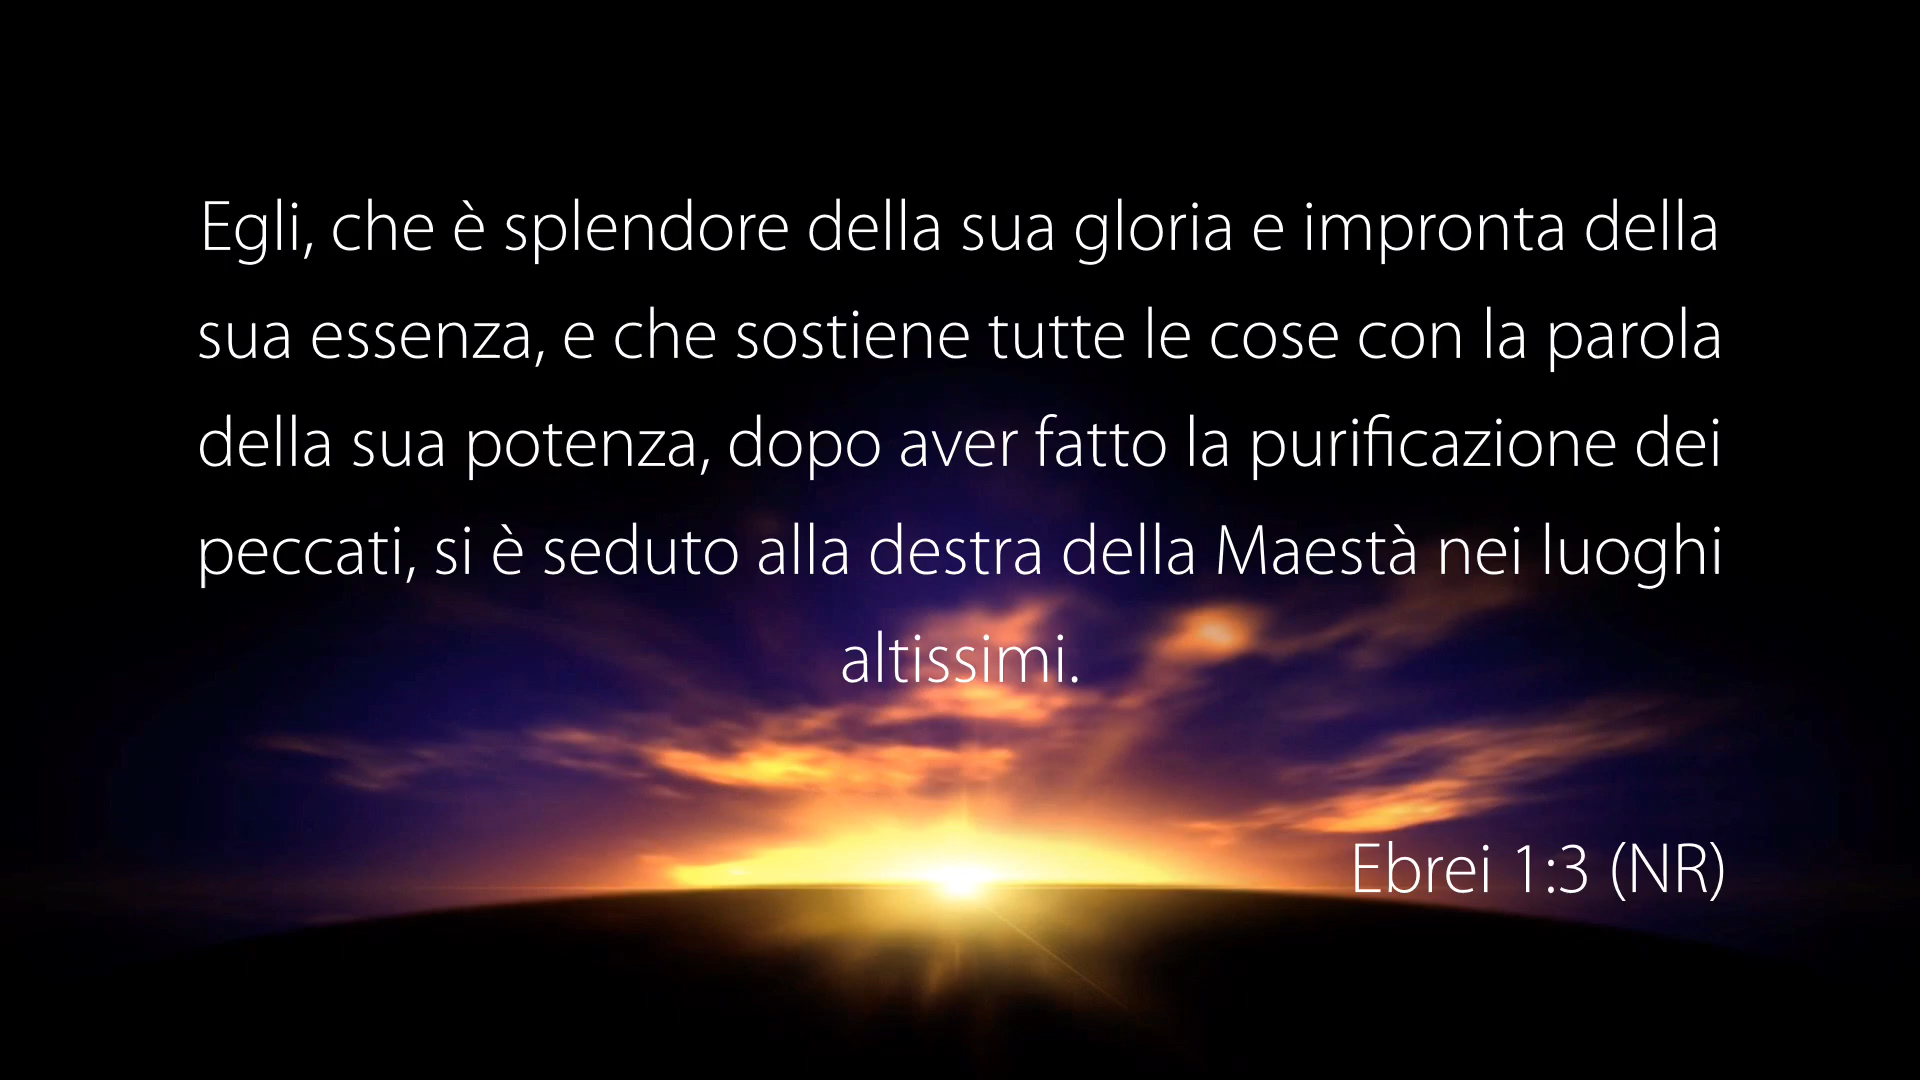 Egli, che è splendore della sua gloria e impronta della
sua essenza, e che sostiene tutte le cose con la parola
della sua potenza, dopo aver fatto la purificazione dei
peccati, si è seduto alla destra della Maestà nei luoghi
altissimi.
Ebrei 1:3 (NR)